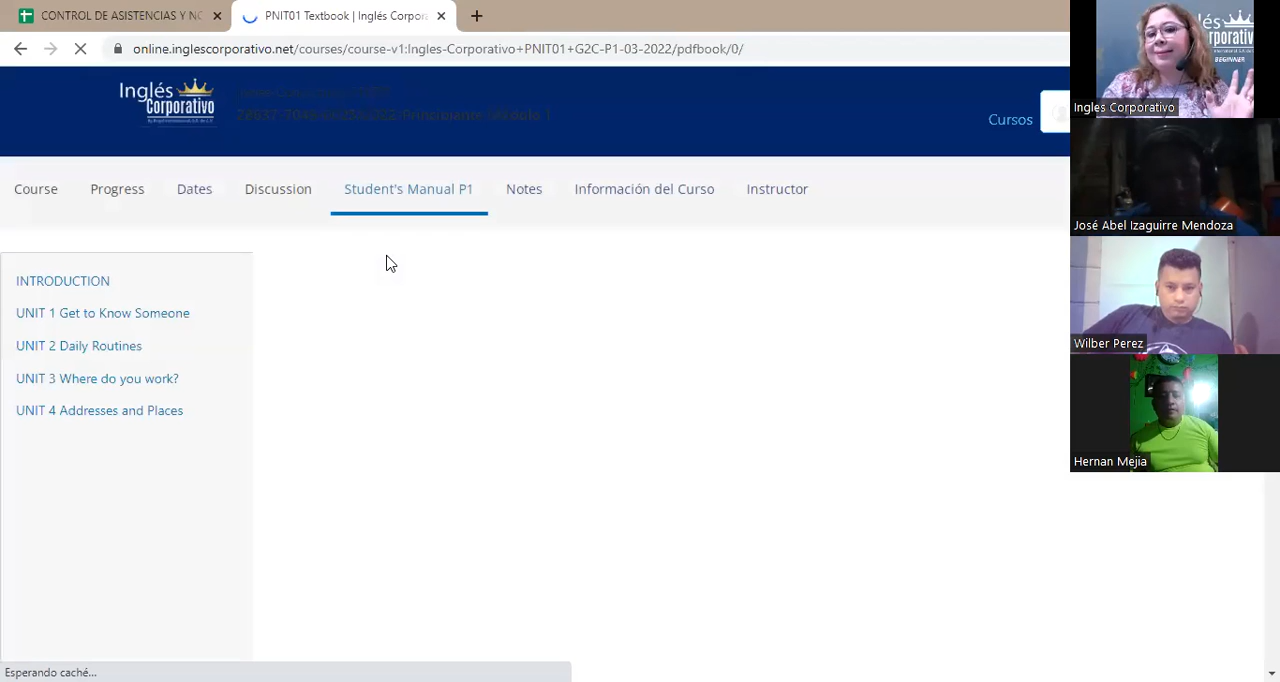 CONTROL DE ASISTENCIAS Y NO
PNIT01 Textbook | Inglés Corpora
online.inglescorporativo.net/courses/course-v1:Ingles-Corporativo+PNIT01+G2C-P1-03-2022/pdfbook/0/
Inglés
Corporativo
Cursos
Course
Progress
Dates
Discussion
Student's Manual P1
Notes
Información del Curso
Instructor
INTRODUCTION
UNIT 1 Get to Know Someone
UNIT 2 Daily Routines
UNIT 3 Where do you work?
UNIT 4 Addresses and Places
Esperando caché...
BEGINNER
Ingles Corporativo
José Abel Izaguirre Mendoza
Wilber Perez
Hernan Mejia